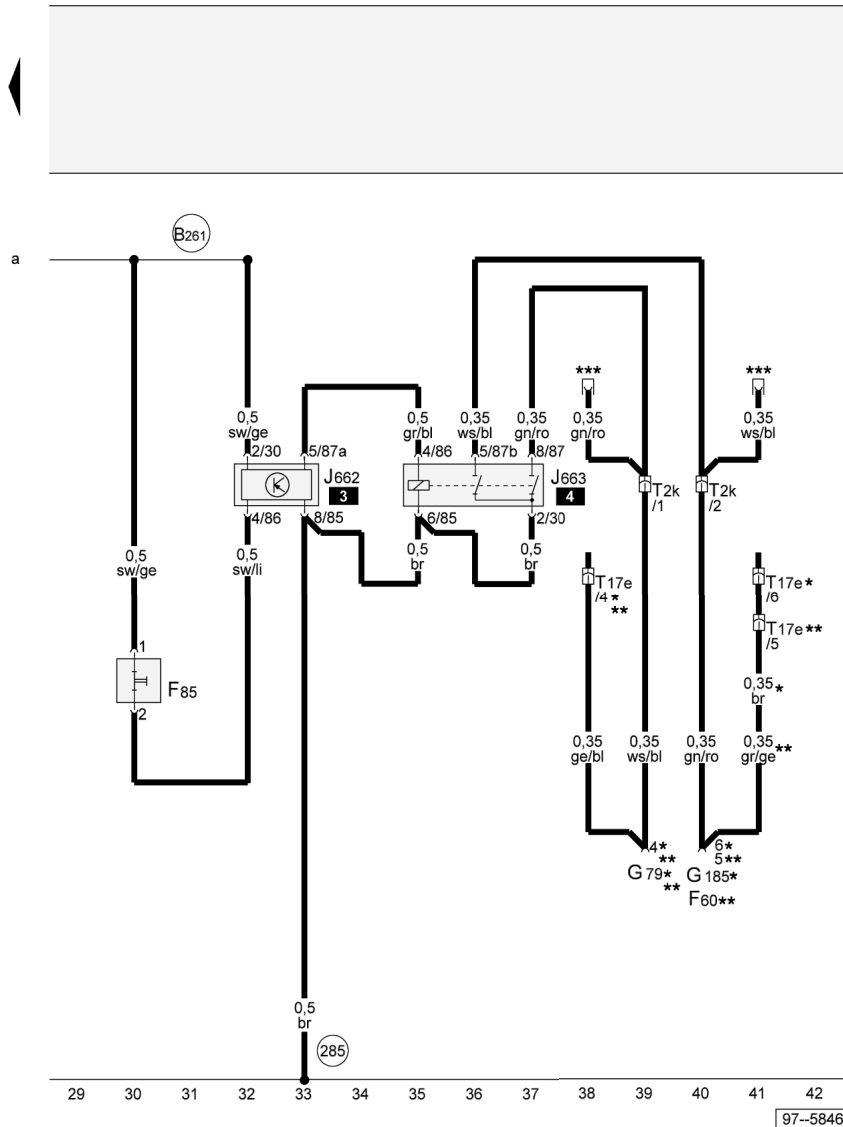 a
B261
0,5
sw/ge
2/30
5/87a
J662
3
4/86
8/85
0,5
gr/bl
4/86
0,35
ws/bl
5/87b
0,35
gn/ro
8/87
J663
4
6/85
2/30
***
0,35
gn/ro
***
0,35
ws/bl
T2k
/1
T2k
/2
0,5
sw/ge
0,5
sw/li
0,5
br
0,5
br
T17e
/4*
**
T17e*
/6
T17e**
/5
1
F85
2
0,35*
br
0,35
ge/bl
0,35
ws/bl
0,35
gn/ro
0,35**
gr/ge
4*
**
G79*
**
6*
5**
G185*
F60**
0,5
br
285
29 30 31 32 33 34 35 36 37 38 39 40 41 42
97--5846